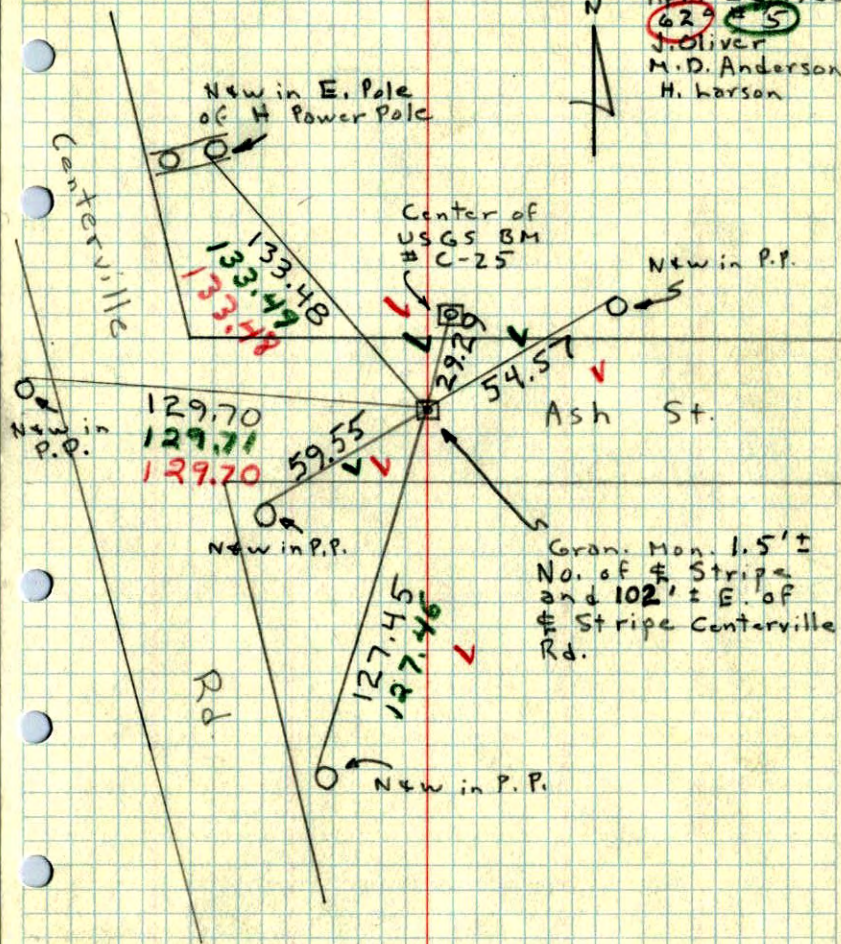 N
62° # 5
J. Oliver
M. D. Anderson
H. Larson
N&W in E. Pole
of H Power Pole
Centerville
133.48
133.49
133.48
Center of
USGS BM
# C-25
N&W in P.P.
29.29
54.57
Ash St.
N&W in
P.P.
129.70
129.71
129.70
59.55
N&W in P.P.
Gran. Mon. 1.5' ±
No. of ℄ Stripe
and 102' ± E. of
℄ Stripe Centerville
Rd.
127.45
127.46
Rd.
N&W in P.P.